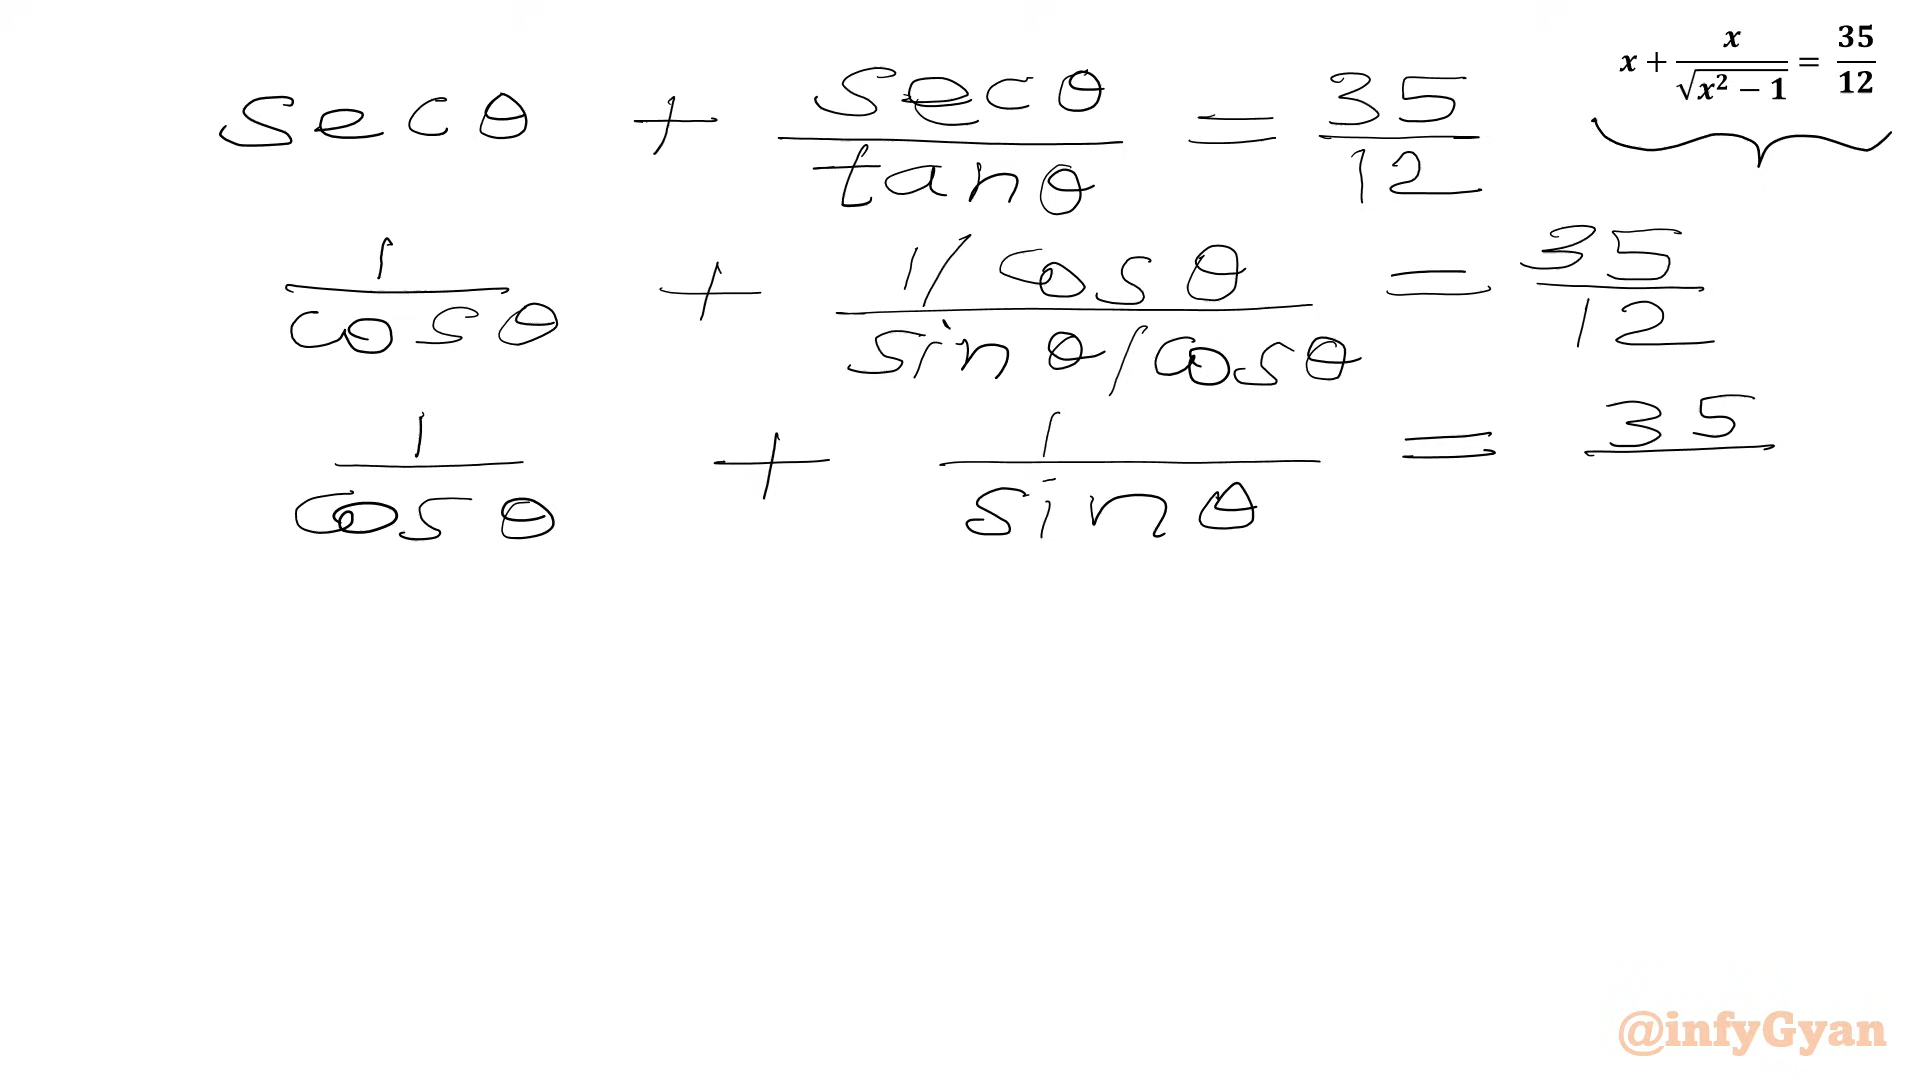 x + x/√(x² − 1) = 35/12
secθ + secθ/tanθ = 35/12
1/cosθ + (1/cosθ)/(sinθ/cosθ) = 35/12
1/cosθ + 1/sinθ = 35/
@infyGyan